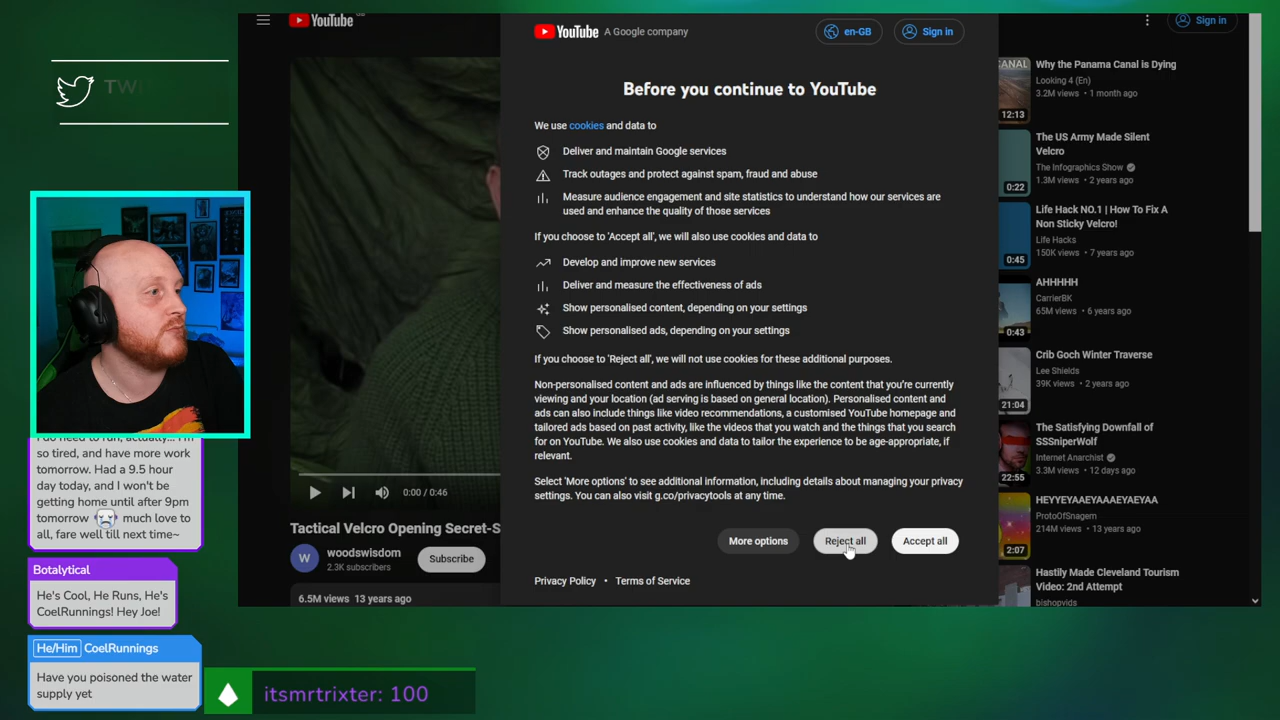 YouTube
Sign in
YouTube A Google company
en-GB
Sign in
Before you continue to YouTube
We use cookies and data to
Deliver and maintain Google services
Track outages and protect against spam, fraud and abuse
Measure audience engagement and site statistics to understand how our services are
used and enhance the quality of those services
If you choose to 'Accept all', we will also use cookies and data to
Develop and improve new services
Deliver and measure the effectiveness of ads
Show personalised content, depending on your settings
Show personalised ads, depending on your settings
If you choose to 'Reject all', we will not use cookies for these additional purposes.
Non-personalised content and ads are influenced by things like the content that you're currently
viewing and your location (ad serving is based on general location). Personalised content and
ads can also include things like video recommendations, a customised YouTube homepage and
tailored ads based on past activity, like the videos that you watch and the things that you search
for on YouTube. We also use cookies and data to tailor the experience to be age-appropriate, if
relevant.
Select 'More options' to see additional information, including details about managing your privacy
settings. You can also visit g.co/privacytools at any time.
More options
Reject all
Accept all
Privacy Policy • Terms of Service
0:00 / 0:46
Tactical Velcro Opening Secret-S
W
woodswisdom
2.3K subscribers
Subscribe
6.5M views 13 years ago
CANAL
12:13
Why the Panama Canal is Dying
Looking 4 (En)
3.2M views • 1 month ago
0:22
The US Army Made Silent
Velcro
The Infographics Show
1.3M views • 2 years ago
0:45
Life Hack NO.1 | How To Fix A
Non Sticky Velcro!
Life Hacks
150K views • 7 years ago
0:43
AHHHHH
CarrierBK
65M views • 6 years ago
21:04
Crib Goch Winter Traverse
Lee Shields
39K views • 2 years ago
22:55
The Satisfying Downfall of
SSSniperWolf
Internet Anarchist
3.3M views • 12 days ago
2:07
HEYYEYAAEYAAAEYAEYAA
ProtoOfSnagem
214M views • 13 years ago
Hastily Made Cleveland Tourism
Video: 2nd Attempt
bishopvids
I do need to run, actually... I'm
so tired, and have more work
tomorrow. Had a 9.5 hour
day today, and I won't be
getting home until after 9pm
tomorrow much love to
all, fare well till next time~
Botalytical
He's Cool, He Runs, He's
CoelRunnings! Hey Joe!
He/Him CoelRunnings
Have you poisoned the water
supply yet
itsmrtrixter: 100